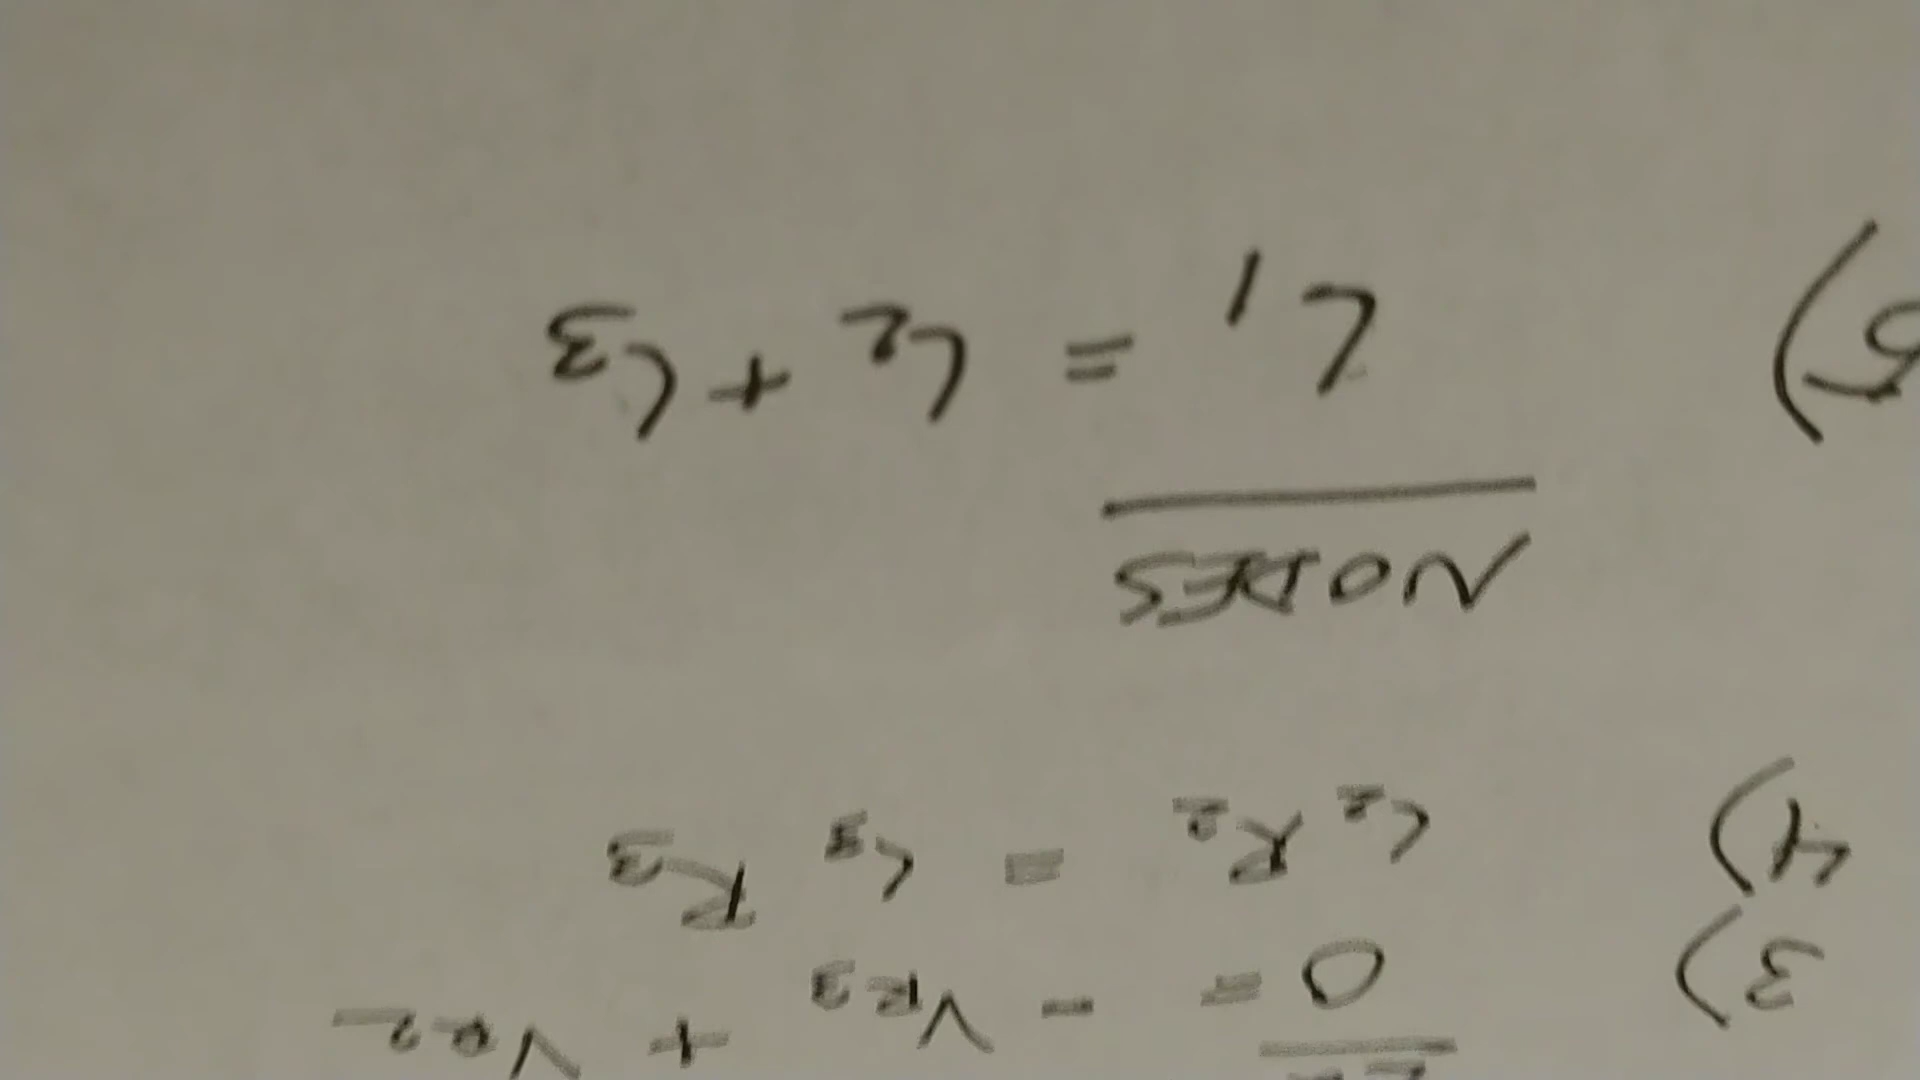 3) 0 = - VR3 + VR2
4) i2 R2 = i3 R3
NODES
5) i1 = i2 + i3